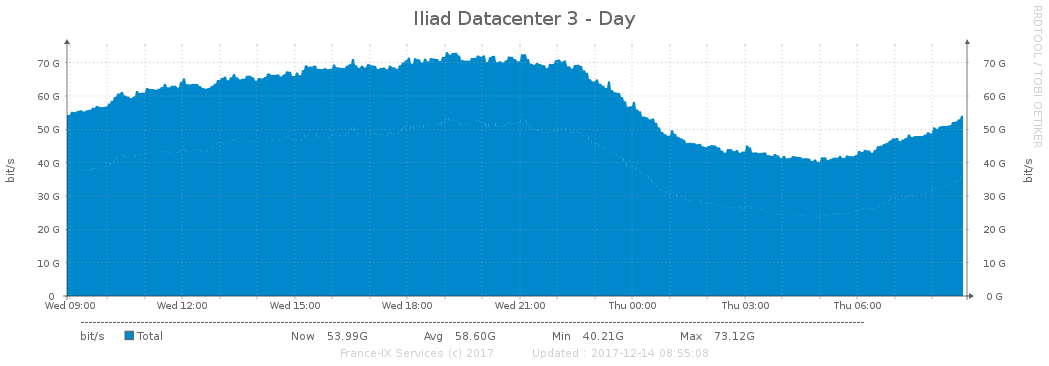 Iliad Datacenter 3 - Day
RRDTOOL / TOBI OETIKER
bit/s
70 G 70 G
60 G 60 G
50 G 50 G
40 G 40 G
30 G 30 G
20 G 20 G
10 G 10 G
0 0 G
Wed 09:00 Wed 12:00 Wed 15:00 Wed 18:00 Wed 21:00 Thu 00:00 Thu 03:00 Thu 06:00
bit/s
bit/s Total Now 53.99G Avg 58.60G Min 40.21G Max 73.12G
France-IX Services (c) 2017 Updated : 2017-12-14 08:55:08